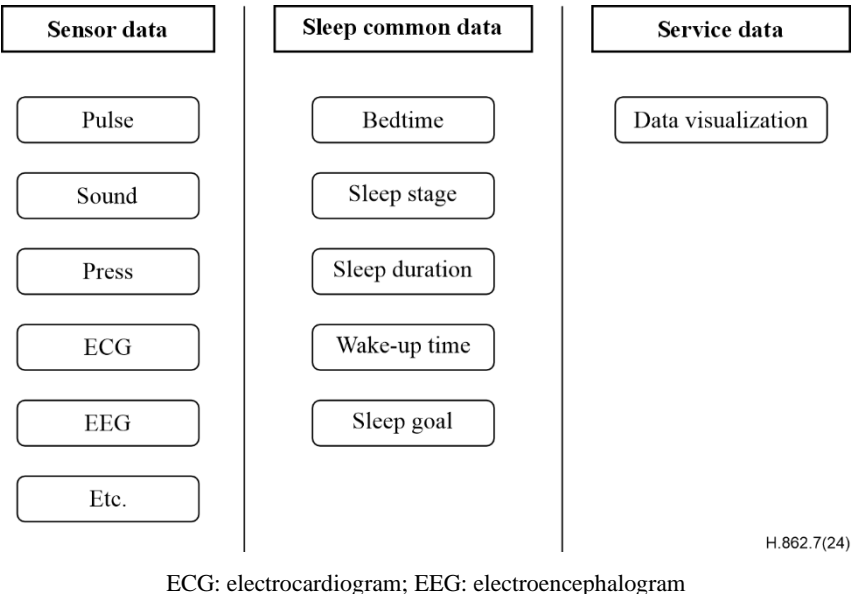 Sensor data
Pulse
Sound
Press
ECG
EEG
Etc.
Sleep common data
Bedtime
Sleep stage
Sleep duration
Wake-up time
Sleep goal
Service data
Data visualization
H.862.7(24)
ECG: electrocardiogram; EEG: electroencephalogram